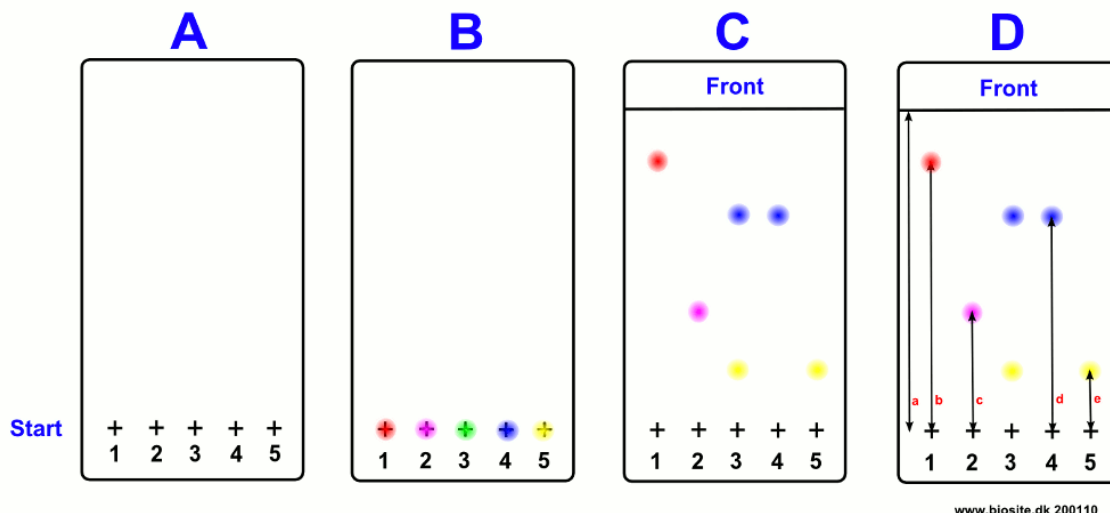 A B C D
Front Front
a b c d e
Start + + + + + + + + + + + + + + + + + + + +
1 2 3 4 5 1 2 3 4 5 1 2 3 4 5 1 2 3 4 5
www.biosite.dk 200110